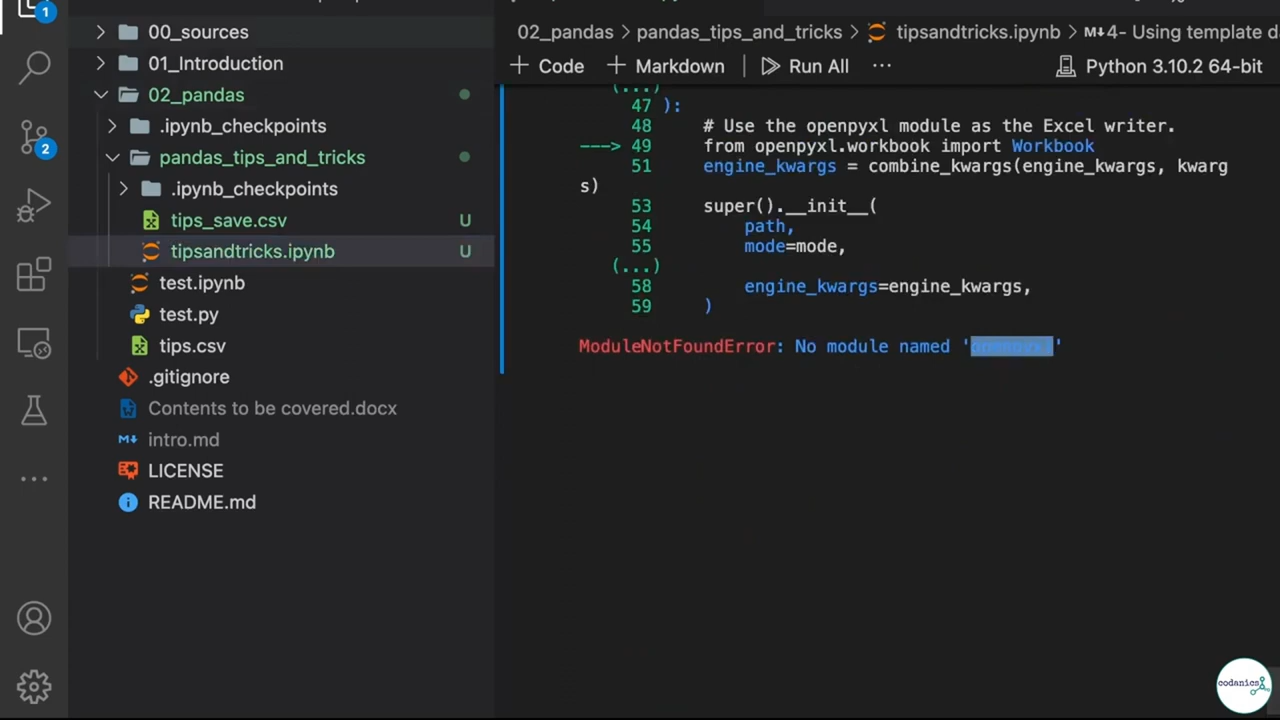 1
00_sources
02_pandas > pandas_tips_and_tricks > tipsandtricks.ipynb > M↓4- Using template d
01_Introduction
+ Code + Markdown | Run All ... Python 3.10.2 64-bit
02_pandas
(...)
47 ):
.ipynb_checkpoints
48 # Use the openpyxl module as the Excel writer.
2
---> 49 from openpyxl.workbook import Workbook
pandas_tips_and_tricks
51 engine_kwargs = combine_kwargs(engine_kwargs, kwarg
.ipynb_checkpoints
s)
53 super().__init__(
tips_save.csv U
54 path,
tipsandtricks.ipynb U
55 mode=mode,
(...)
test.ipynb
58 engine_kwargs=engine_kwargs,
test.py
59 )
tips.csv
ModuleNotFoundError: No module named 'openpyxl'
.gitignore
Contents to be covered.docx
intro.md
LICENSE
README.md
codanics